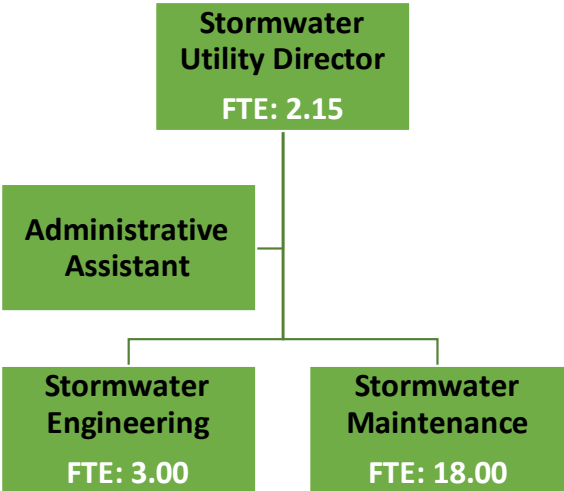 Stormwater
Utility Director
FTE: 2.15
Administrative
Assistant
Stormwater
Engineering
FTE: 3.00
Stormwater
Maintenance
FTE: 18.00